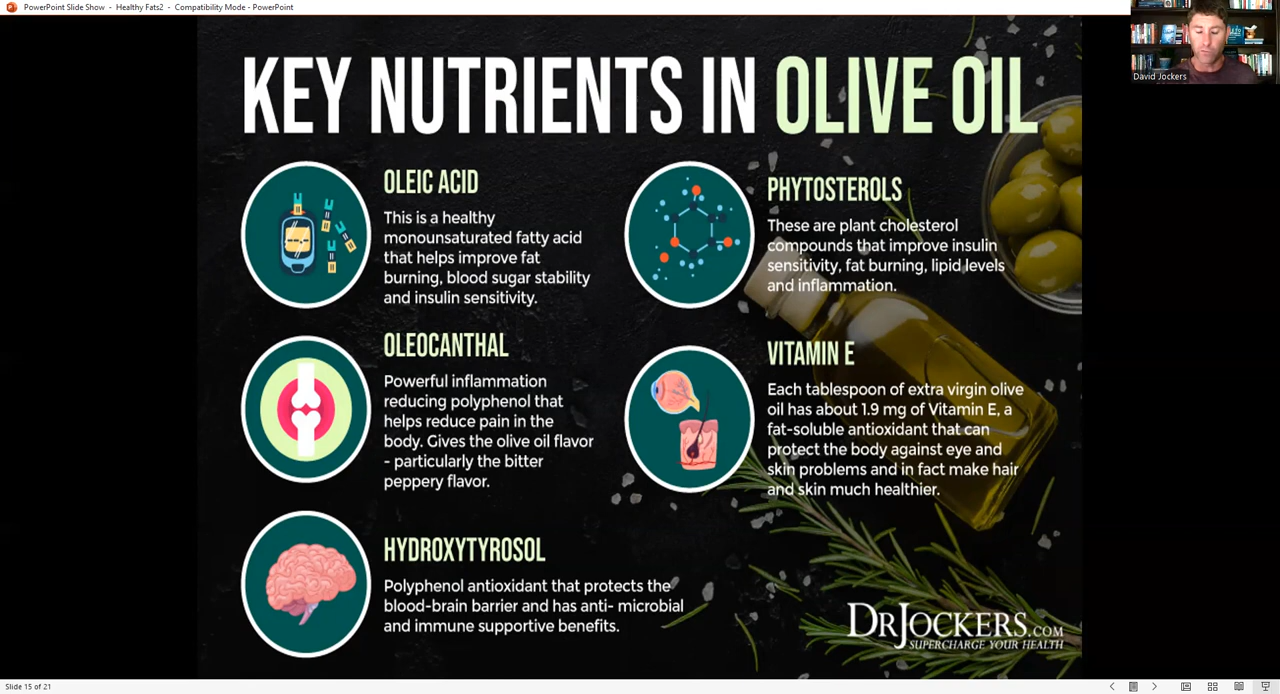 PowerPoint Slide Show - Healthy Fats2 - Compatibility Mode - PowerPoint
David Jockers
KEY NUTRIENTS IN OLIVE OIL
OLEIC ACID
This is a healthy
monounsaturated fatty acid
that helps improve fat
burning, blood sugar stability
and insulin sensitivity.
OLEOCANTHAL
Powerful inflammation
reducing polyphenol that
helps reduce pain in the
body. Gives the olive oil flavor
- particularly the bitter
peppery flavor.
HYDROXYTYROSOL
Polyphenol antioxidant that protects the
blood-brain barrier and has anti- microbial
and immune supportive benefits.
PHYTOSTEROLS
These are plant cholesterol
compounds that improve insulin
sensitivity, fat burning, lipid levels
and inflammation.
VITAMIN E
Each tablespoon of extra virgin olive
oil has about 1.9 mg of Vitamin E, a
fat-soluble antioxidant that can
protect the body against eye and
skin problems and in fact make hair
and skin much healthier.
DRJOCKERS.COM
SUPERCHARGE YOUR HEALTH
Slide 15 of 21